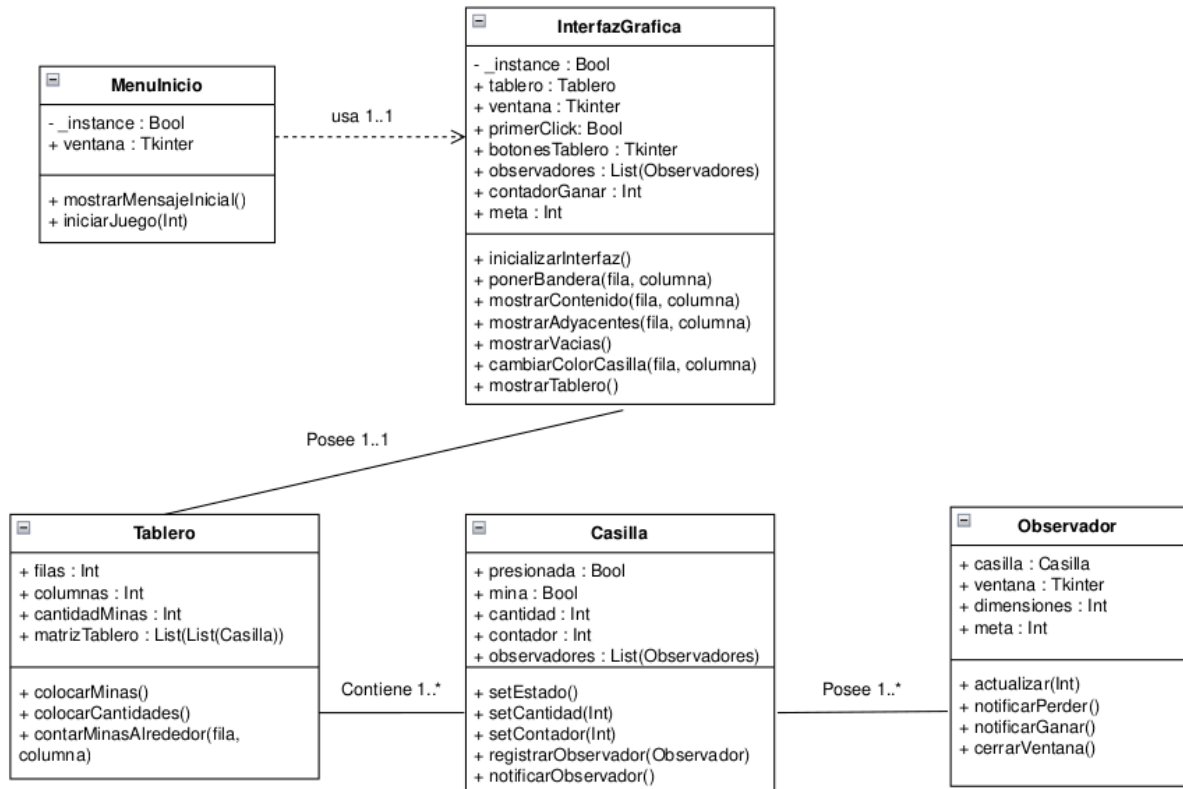 InterfazGrafica
- _instance : Bool
+ tablero : Tablero
+ ventana : Tkinter
+ primerClick: Bool
+ botonesTablero : Tkinter
+ observadores : List(Observadores)
+ contadorGanar : Int
+ meta : Int
+ inicializarInterfaz()
+ ponerBandera(fila, columna)
+ mostrarContenido(fila, columna)
+ mostrarAdyacentes(fila, columna)
+ mostrarVacias()
+ cambiarColorCasilla(fila, columna)
+ mostrarTablero()
MenuInicio
- _instance : Bool
+ ventana : Tkinter
+ mostrarMensajeInicial()
+ iniciarJuego(Int)
usa 1..1
Posee 1..1
Tablero
+ filas : Int
+ columnas : Int
+ cantidadMinas : Int
+ matrizTablero : List(List(Casilla))
+ colocarMinas()
+ colocarCantidades()
+ contarMinasAlrededor(fila,
columna)
Contiene 1..*
Casilla
+ presionada : Bool
+ mina : Bool
+ cantidad : Int
+ contador : Int
+ observadores : List(Observadores)
+ setEstado()
+ setCantidad(Int)
+ setContador(Int)
+ registrarObservador(Observador)
+ notificarObservador()
Posee 1..*
Observador
+ casilla : Casilla
+ ventana : Tkinter
+ dimensiones : Int
+ meta : Int
+ actualizar(Int)
+ notificarPerder()
+ notificarGanar()
+ cerrarVentana()